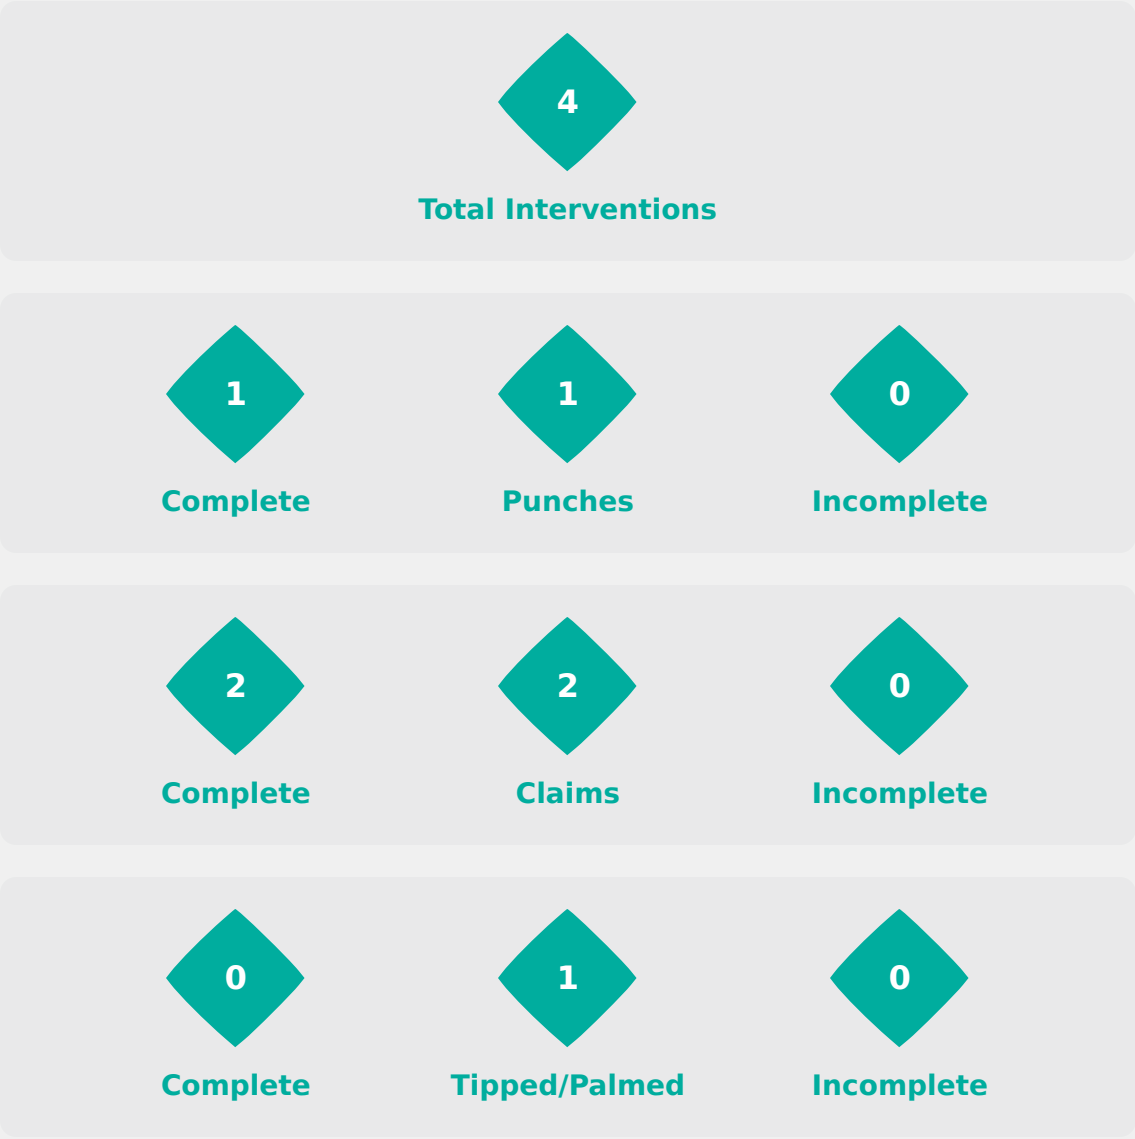 4
Total Interventions
1 1 0
Complete Punches Incomplete
2 2 0
Complete Claims Incomplete
0 1 0
Complete Tipped/Palmed Incomplete